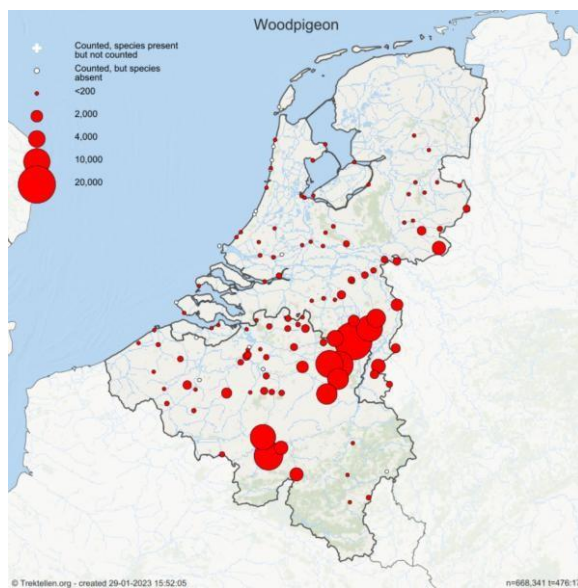 Woodpigeon
Counted, species present
but not counted
Counted, but species
absent
<200
2,000
4,000
10,000
20,000
© Trektellen.org - created 29-01-2023 15:52:05
n=668,341 t=476:1